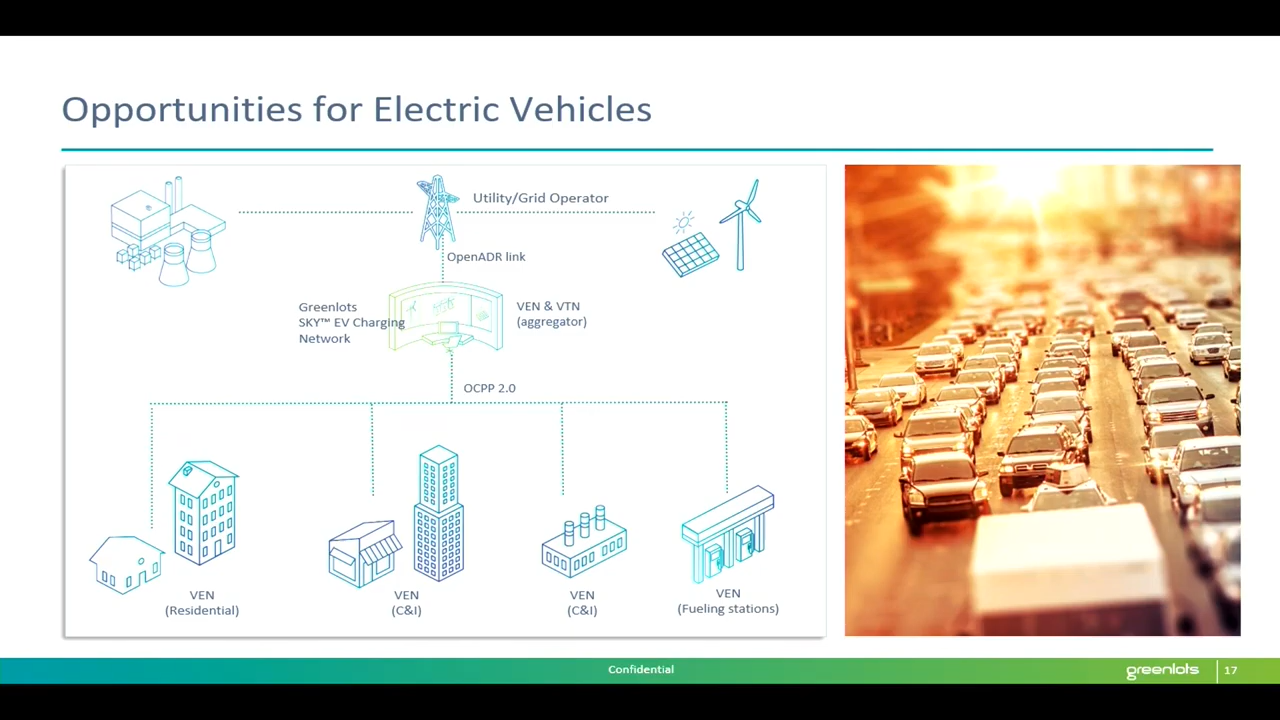 Opportunities for Electric Vehicles
Utility/Grid Operator
OpenADR link
Greenlots
SKY™ EV Charging
Network
VEN & VTN
(aggregator)
OCPP 2.0
VEN
(Residential)
VEN
(C&I)
VEN
(C&I)
VEN
(Fueling stations)
Confidential
greenlots
17